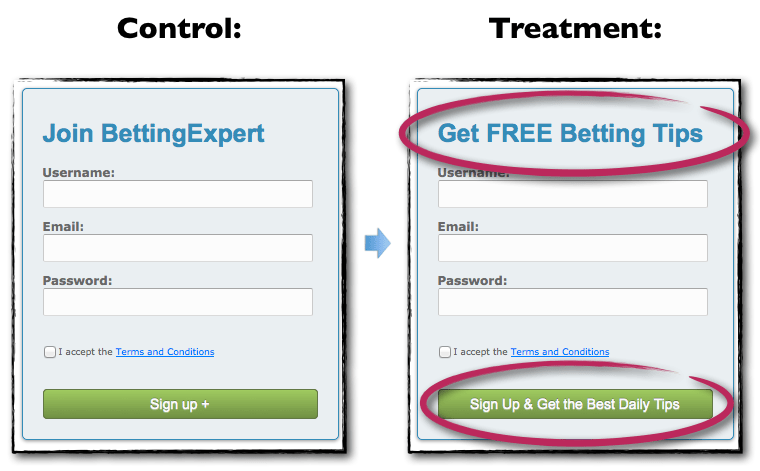 Control:
Treatment:
Join BettingExpert
Username:
Email:
Password:
I accept the Terms and Conditions
Sign up +
Get FREE Betting Tips
Username:
Email:
Password:
I accept the Terms and Conditions
Sign Up & Get the Best Daily Tips